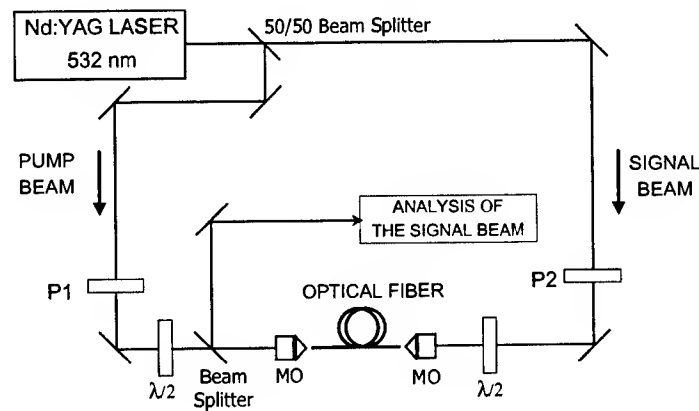 Nd:YAG LASER
532 nm
50/50 Beam Splitter
PUMP
BEAM
SIGNAL
BEAM
ANALYSIS OF
THE SIGNAL BEAM
P1
P2
OPTICAL FIBER
λ/2
Beam
Splitter
MO
MO
λ/2